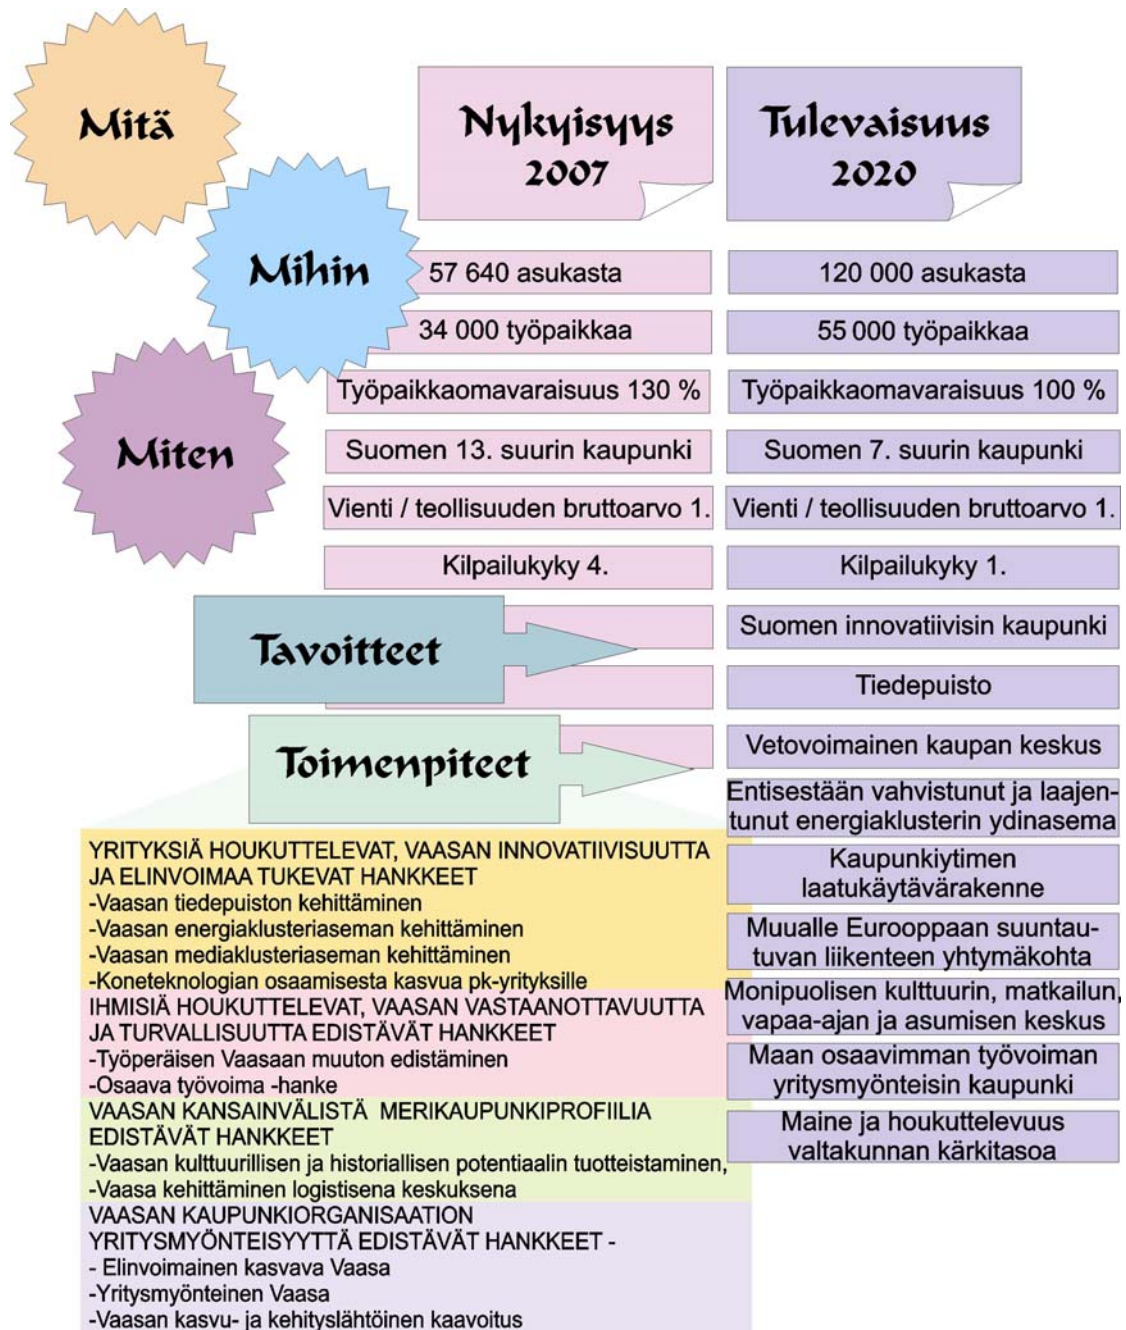 Mitä
Mihin
Miten
Nykyisyys
2007
57 640 asukasta
34 000 työpaikkaa
Työpaikkaomavaraisuus 130 %
Suomen 13. suurin kaupunki
Vienti / teollisuuden bruttoarvo 1.
Kilpailukyky 4.
Tulevaisuus
2020
120 000 asukasta
55 000 työpaikkaa
Työpaikkaomavaraisuus 100 %
Suomen 7. suurin kaupunki
Vienti / teollisuuden bruttoarvo 1.
Kilpailukyky 1.
Suomen innovatiivisin kaupunki
Tiedepuisto
Vetovoimainen kaupan keskus
Entisestään vahvistunut ja laajen-
tunut energiaklusterin ydinasema
Kaupunkiytimen
laatukäytävärakenne
Muualle Eurooppaan suuntau-
tuvan liikenteen yhtymäkohta
Monipuolisen kulttuurin, matkailun,
vapaa-ajan ja asumisen keskus
Maan osaavimman työvoiman
yritysmyönteisin kaupunki
Maine ja houkuttelevuus
valtakunnan kärkitasoa
Tavoitteet
Toimenpiteet
YRITYKSIÄ HOUKUTTELEVAT, VAASAN INNOVATIIVISUUTTA
JA ELINVOIMAA TUKEVAT HANKKEET
-Vaasan tiedepuiston kehittäminen
-Vaasan energiaklusteriaseman kehittäminen
-Vaasan mediaklusteriaseman kehittäminen
-Koneteknologian osaamisesta kasvua pk-yrityksille
IHMISIÄ HOUKUTTELEVAT, VAASAN VASTAANOTTAVUUTTA
JA TURVALLISUUTTA EDISTÄVÄT HANKKEET
-Työperäisen Vaasaan muuton edistäminen
-Osaava työvoima -hanke
VAASAN KANSAINVÄLISTÄ MERIKAUPUNKIPROFIILIA
EDISTÄVÄT HANKKEET
-Vaasan kulttuurillisen ja historiallisen potentiaalin tuotteistaminen,
-Vaasa kehittäminen logistisena keskuksena
VAASAN KAUPUNKIORGANISAATION
YRITYSMYÖNTEISYYTTÄ EDISTÄVÄT HANKKEET -
- Elinvoimainen kasvava Vaasa
-Yritysmyönteinen Vaasa
-Vaasan kasvu- ja kehityslähtöinen kaavoitus